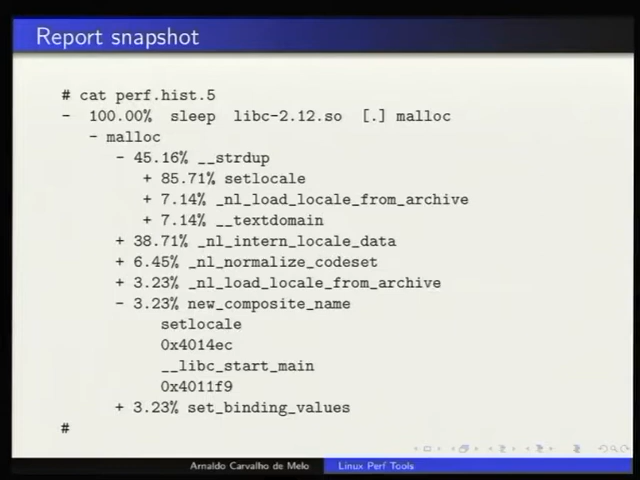 Report snapshot
# cat perf.hist.5
- 100.00% sleep libc-2.12.so [.] malloc
- malloc
- 45.16% __strdup
+ 85.71% setlocale
+ 7.14% _nl_load_locale_from_archive
+ 7.14% __textdomain
+ 38.71% _nl_intern_locale_data
+ 6.45% _nl_normalize_codeset
+ 3.23% _nl_load_locale_from_archive
- 3.23% new_composite_name
setlocale
0x4014ec
__libc_start_main
0x4011f9
+ 3.23% set_binding_values
#
Arnaldo Carvalho de Melo Linux Perf Tools